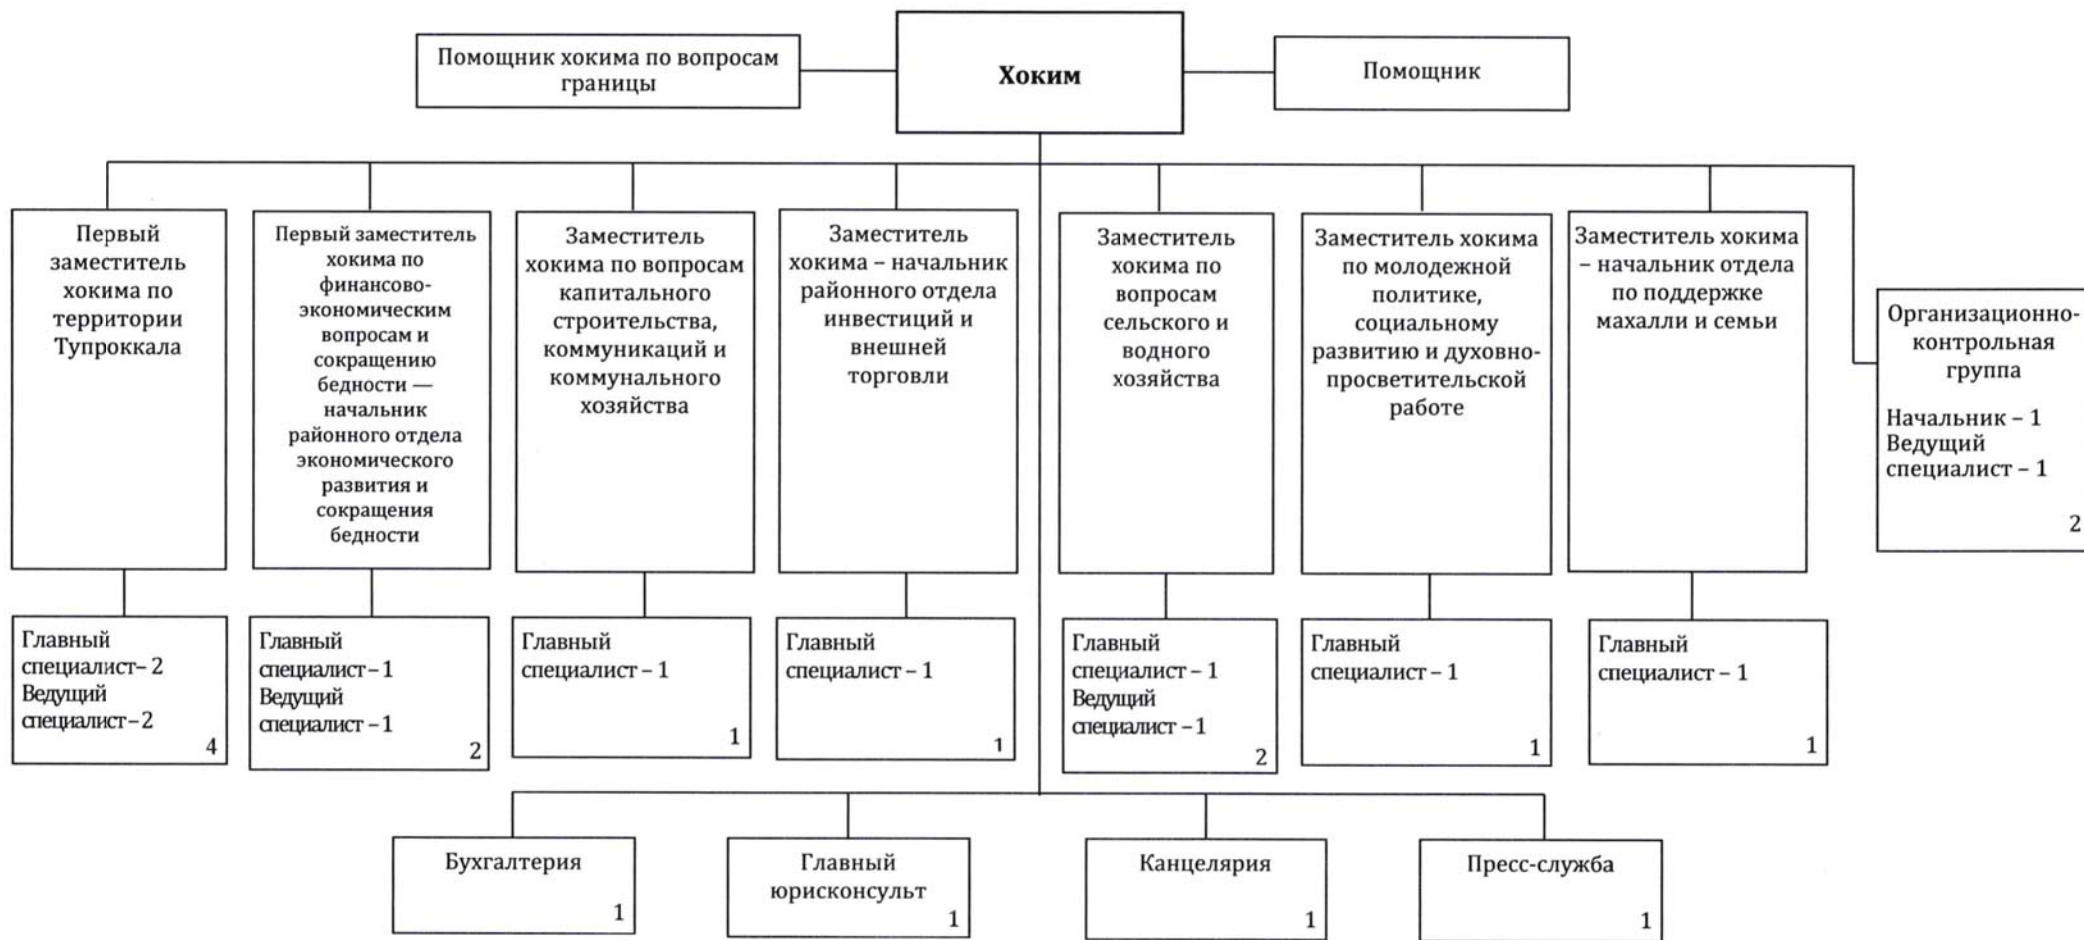 Помощник хокима по вопросам
границы
Хоким
Помощник
Первый
заместитель
хокима по
территории
Тупроккала
Первый заместитель
хокима по
финансово-
экономическим
вопросам и
сокращению
бедности —
начальник
районного отдела
экономического
развития и
сокращения
бедности
Заместитель
хокима по вопросам
капитального
строительства,
коммуникаций и
коммунального
хозяйства
Заместитель
хокима – начальник
районного отдела
инвестиций и
внешней
торговли
Заместитель
хокима по
вопросам
сельского и
водного
хозяйства
Заместитель хокима
по молодежной
политике,
социальному
развитию и духовно-
просветительской
работе
Заместитель хокима
– начальник отдела
по поддержке
махалли и семьи
Организационно-
контрольная
группа
Начальник – 1
Ведущий
специалист – 1
2
Главный
специалист– 2
Ведущий
специалист– 2
4
Главный
специалист – 1
Ведущий
специалист – 1
2
Главный
специалист – 1
1
Главный
специалист – 1
1
Главный
специалист – 1
Ведущий
специалист – 1
2
Главный
специалист – 1
1
Главный
специалист – 1
1
Бухгалтерия
1
Главный
юрисконсульт
1
Канцелярия
1
Пресс-служба
1